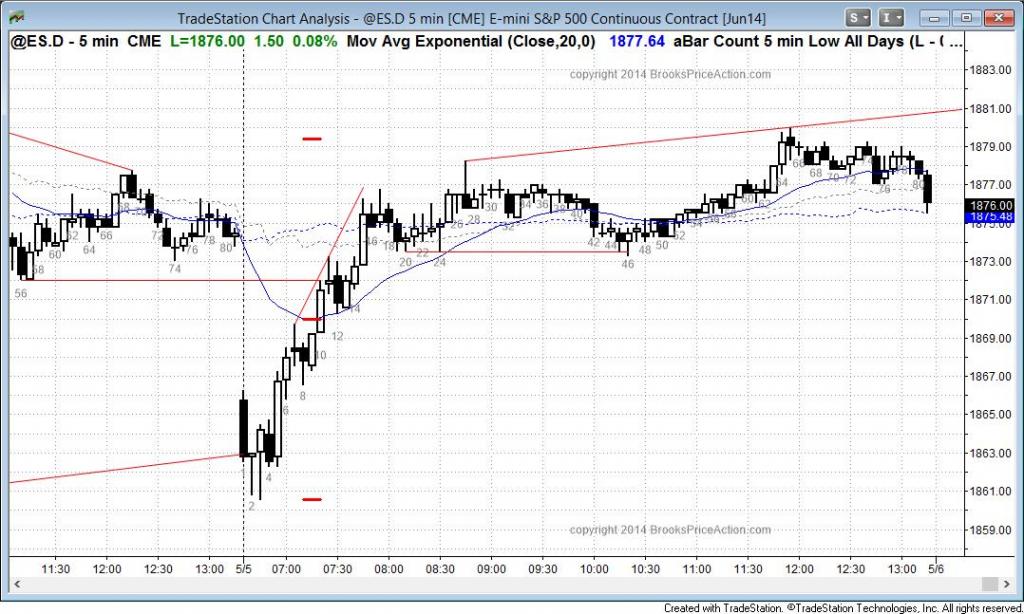 TradeStation Chart Analysis - @ES.D 5 min [CME] E-mini S&P 500 Continuous Contract [Jun14]
S I
@ES.D - 5 min CME L=1876.00 1.50 0.08% Mov Avg Exponential (Close,20,0) 1877.64 aBar Count 5 min Low All Days (L - ( ...
copyright 2014 BrooksPriceAction.com
1883.00
1881.00
1879.00
1877.00
1876.00
1875.48
1873.00
1871.00
1869.00
1867.00
1865.00
1863.00
1861.00
1859.00
56 58 60 62 64 66 68 72 74 76 78 80
2 4 6 8 10 12 14 16 18 20 22 24 26 28 30 32 34 36 38 40 42 44 46 48 50 52 54
64 66 68 70 72 74 76 80
copyright 2014 BrooksPriceAction.com
11:30 12:00 12:30 13:00 5/5 07:00 07:30 08:00 08:30 09:00 09:30 10:00 10:30 11:00 11:30 12:00 12:30 13:00 5/6
Created with TradeStation. ©TradeStation Technologies, Inc. All rights reserved.